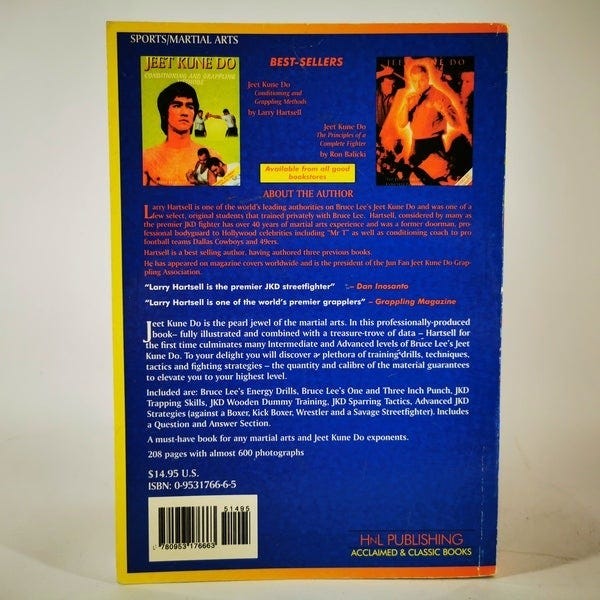 SPORTS/MARTIAL ARTS
JEET KUNE DO
CONDITIONING AND GRAPPLING
BEST-SELLERS
Jeet Kune Do
Conditioning and
Grappling Methods
by Larry Hartsell
JEET KUNE DO
Jeet Kune Do
The Principles of a
Complete Fighter
by Ron Balicki
Available from all good
bookstores
ABOUT THE AUTHOR
Larry Hartsell is one of the world's leading authorities on Bruce Lee's Jeet Kune Do and was one of a
few select, original students that trained privately with Bruce Lee. Hartsell, considered by many as
the premier JKD fighter has over 40 years of martial arts experience and was a former doorman, pro-
fessional bodyguard to Hollywood celebrities including "Mr T" as well as conditioning coach to pro
football teams Dallas Cowboys and 49ers.
Hartsell is a best selling author, having authored three previous books.
He has appeared on magazine covers worldwide and is the president of the Jun Fan Jeet Kune Do Grap-
pling Association.
"Larry Hartsell is the premier JKD streetfighter" – Dan Inosanto
"Larry Hartsell is one of the world's premier grapplers" – Grappling Magazine
Jeet Kune Do is the pearl jewel of the martial arts. In this professionally-produced
book– fully illustrated and combined with a treasure-trove of data – Hartsell for
the first time culminates many Intermediate and Advanced levels of Bruce Lee's Jeet
Kune Do. To your delight you will discover a plethora of training drills, techniques,
tactics and fighting strategies – the quantity and calibre of the material guarantees
to elevate you to your highest level.
Included are: Bruce Lee's Energy Drills, Bruce Lee's One and Three Inch Punch, JKD
Trapping Skills, JKD Wooden Dummy Training, JKD Sparring Tactics, Advanced JKD
Strategies (against a Boxer, Kick Boxer, Wrestler and a Savage Streetfighter). Includes
a Question and Answer Section.
A must-have book for any martial arts and Jeet Kune Do exponents.
208 pages with almost 600 photographs
$14.95 U.S.
ISBN: 0-9531766-6-5
51495
780953 176663
HNL PUBLISHING
ACCLAIMED & CLASSIC BOOKS